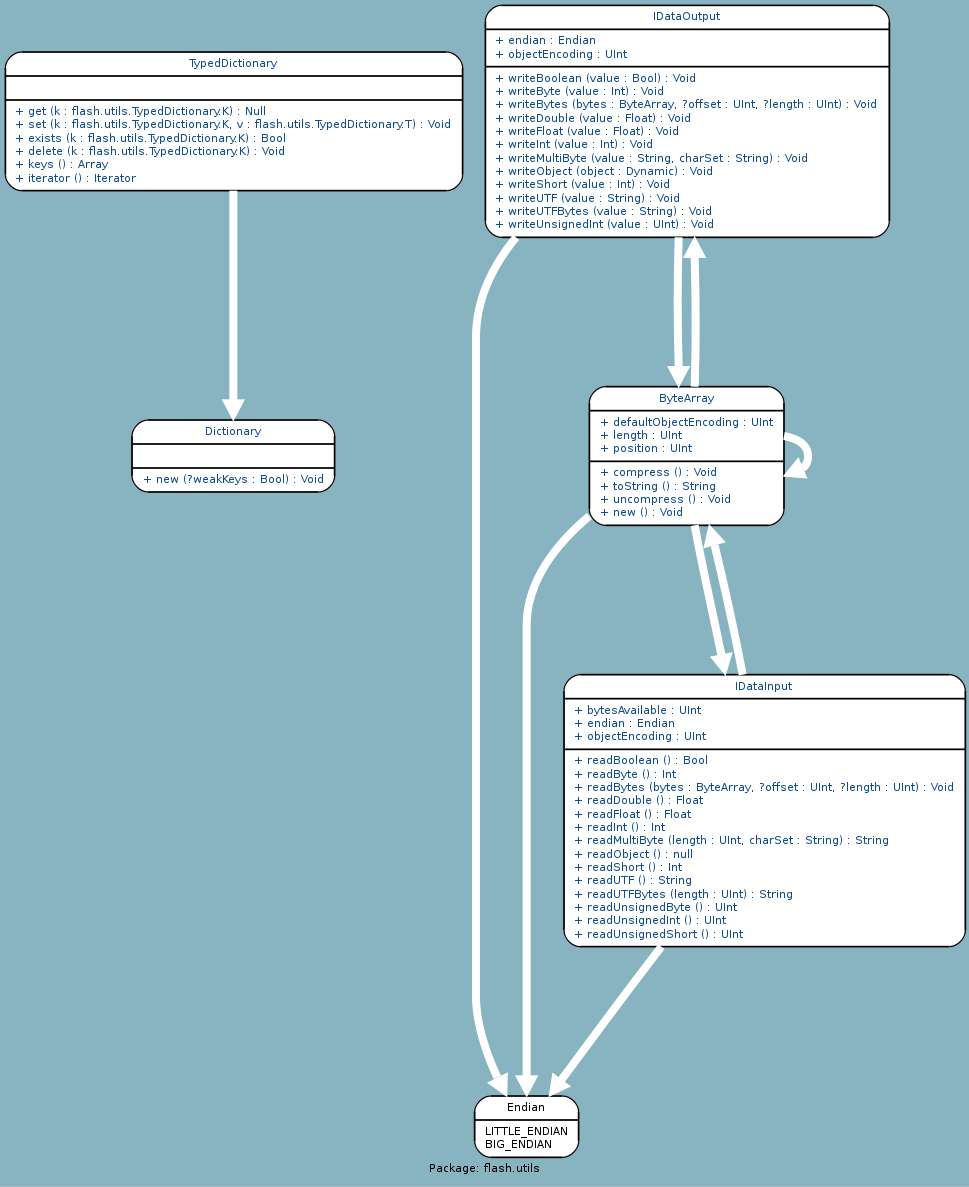 TypedDictionary
+ get (k : flash.utils.TypedDictionary.K) : Null
+ set (k : flash.utils.TypedDictionary.K, v : flash.utils.TypedDictionary.T) : Void
+ exists (k : flash.utils.TypedDictionary.K) : Bool
+ delete (k : flash.utils.TypedDictionary.K) : Void
+ keys () : Array
+ iterator () : Iterator
IDataOutput
+ endian : Endian
+ objectEncoding : UInt
+ writeBoolean (value : Bool) : Void
+ writeByte (value : Int) : Void
+ writeBytes (bytes : ByteArray, ?offset : UInt, ?length : UInt) : Void
+ writeDouble (value : Float) : Void
+ writeFloat (value : Float) : Void
+ writeInt (value : Int) : Void
+ writeMultiByte (value : String, charSet : String) : Void
+ writeObject (object : Dynamic) : Void
+ writeShort (value : Int) : Void
+ writeUTF (value : String) : Void
+ writeUTFBytes (value : String) : Void
+ writeUnsignedInt (value : UInt) : Void
Dictionary
+ new (?weakKeys : Bool) : Void
ByteArray
+ defaultObjectEncoding : UInt
+ length : UInt
+ position : UInt
+ compress () : Void
+ toString () : String
+ uncompress () : Void
+ new () : Void
IDataInput
+ bytesAvailable : UInt
+ endian : Endian
+ objectEncoding : UInt
+ readBoolean () : Bool
+ readByte () : Int
+ readBytes (bytes : ByteArray, ?offset : UInt, ?length : UInt) : Void
+ readDouble () : Float
+ readFloat () : Float
+ readInt () : Int
+ readMultiByte (length : UInt, charSet : String) : String
+ readObject () : null
+ readShort () : Int
+ readUTF () : String
+ readUTFBytes (length : UInt) : String
+ readUnsignedByte () : UInt
+ readUnsignedInt () : UInt
+ readUnsignedShort () : UInt
Endian
LITTLE_ENDIAN
BIG_ENDIAN
Package: flash.utils